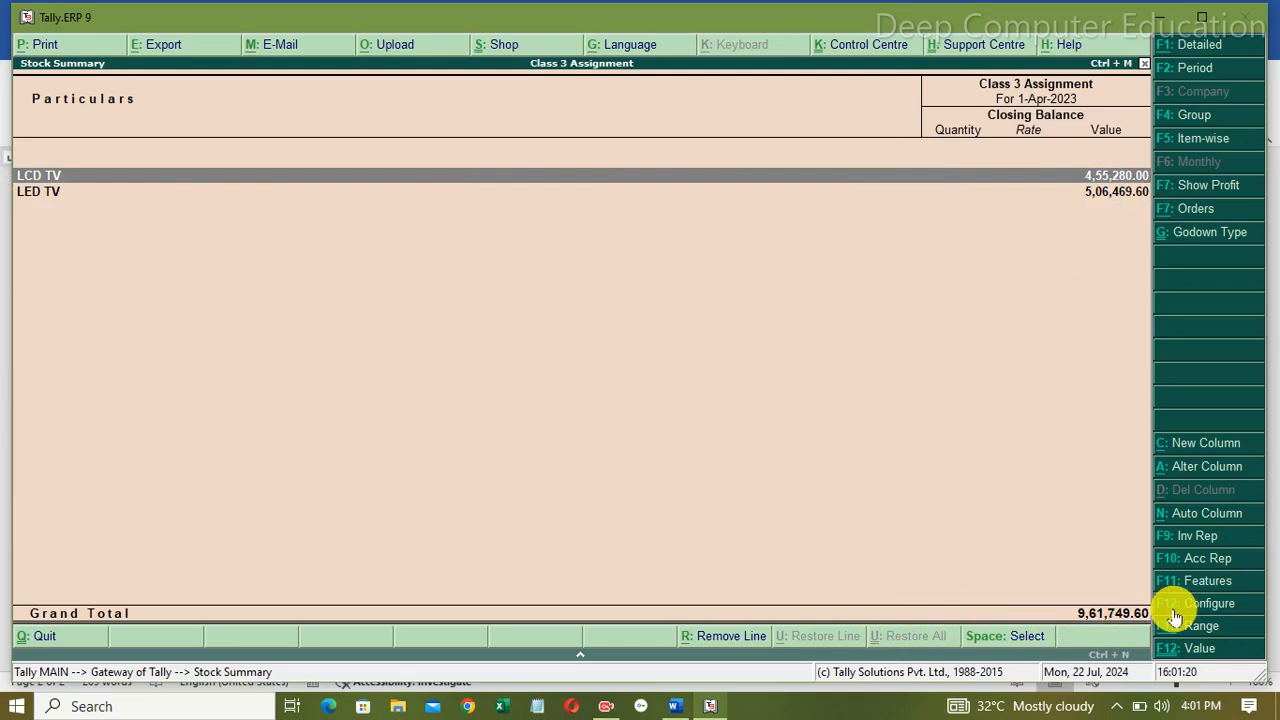 Tally.ERP 9
Deep Computer Education
P: Print
E: Export
M: E-Mail
O: Upload
S: Shop
G: Language
K: Keyboard
K: Control Centre
H: Support Centre
H: Help
F1: Detailed
Stock Summary
Class 3 Assignment
Ctrl + M
F2: Period
Particulars
Class 3 Assignment
For 1-Apr-2023
Closing Balance
Quantity Rate Value
F3: Company
F4: Group
F5: Item-wise
F6: Monthly
F7: Show Profit
F7: Orders
G: Godown Type
LCD TV 4,55,280.00
LED TV 5,06,469.60
C: New Column
A: Alter Column
D: Del Column
N: Auto Column
F9: Inv Rep
F10: Acc Rep
F11: Features
F12: Configure
Range
F12: Value
Grand Total 9,61,749.60
Q: Quit
R: Remove Line
U: Restore Line
U: Restore All
Space: Select
Ctrl + N
Tally MAIN --> Gateway of Tally --> Stock Summary
(c) Tally Solutions Pvt. Ltd., 1988-2015
Mon, 22 Jul, 2024
16:01:20
Search
32°C Mostly cloudy
4:01 PM